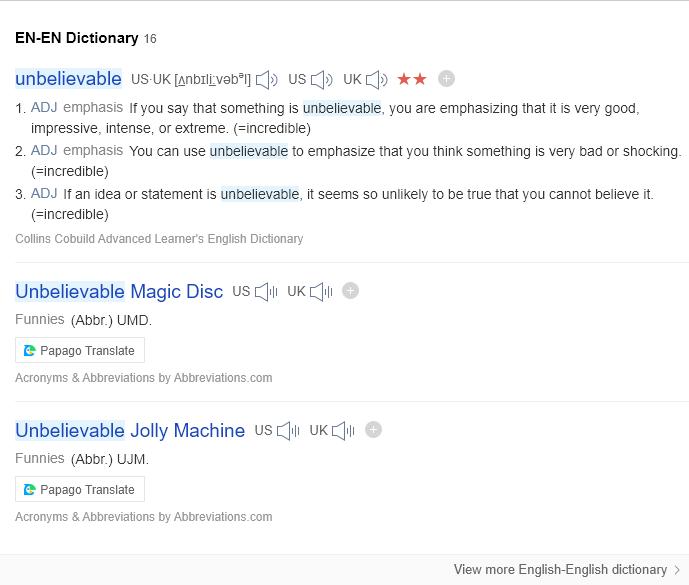 EN-EN Dictionary 16
unbelievable US·UK [ʌnbɪli:vəbᵊl] US UK ★★
1. ADJ emphasis If you say that something is unbelievable, you are emphasizing that it is very good,
impressive, intense, or extreme. (=incredible)
2. ADJ emphasis You can use unbelievable to emphasize that you think something is very bad or shocking.
(=incredible)
3. ADJ If an idea or statement is unbelievable, it seems so unlikely to be true that you cannot believe it.
(=incredible)
Collins Cobuild Advanced Learner's English Dictionary
Unbelievable Magic Disc US UK
Funnies (Abbr.) UMD.
Papago Translate
Acronyms & Abbreviations by Abbreviations.com
Unbelievable Jolly Machine US UK
Funnies (Abbr.) UJM.
Papago Translate
Acronyms & Abbreviations by Abbreviations.com
View more English-English dictionary >